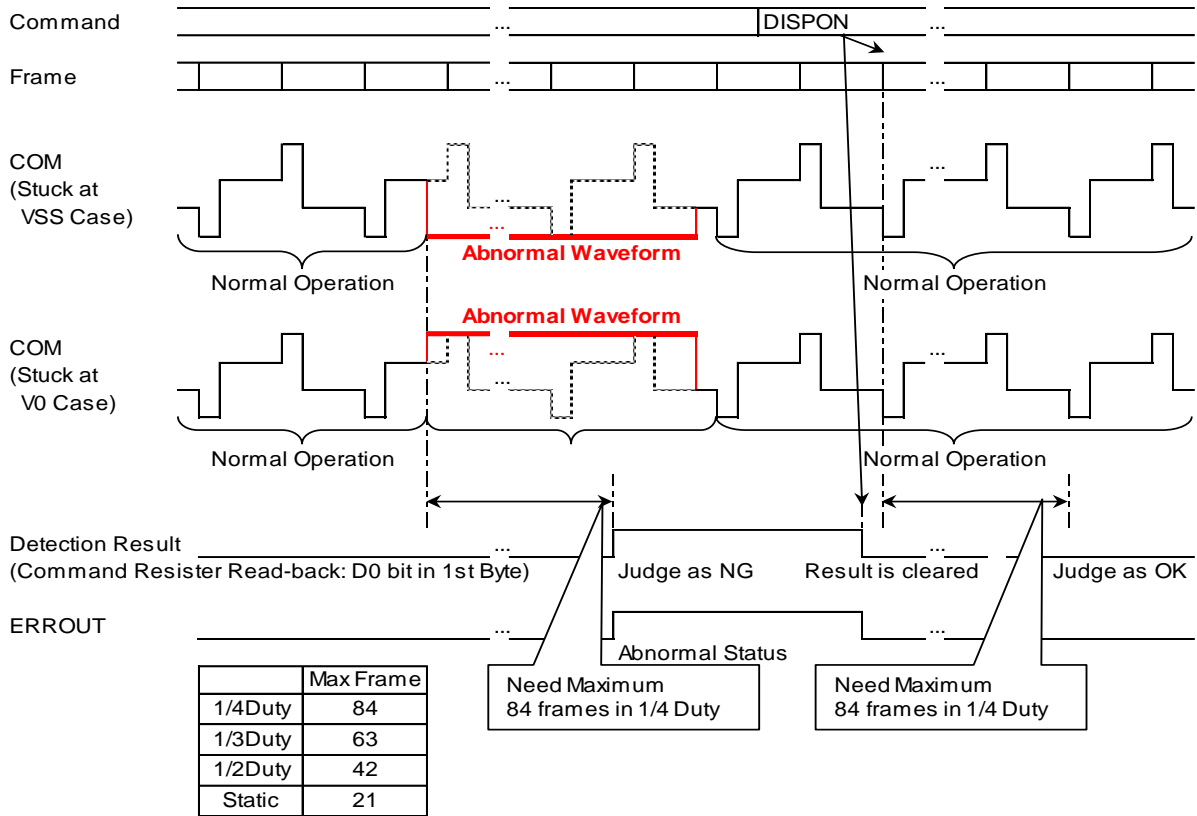 Command
...
DISPON
...
Frame
...
...
COM
(Stuck at
VSS Case)
...
...
...
Abnormal Waveform
Normal Operation
Normal Operation
Abnormal Waveform
COM
(Stuck at
V0 Case)
...
...
...
Normal Operation
Normal Operation
Detection Result
(Command Resister Read-back: D0 bit in 1st Byte)
...
Judge as NG
Result is cleared
...
Judge as OK
ERROUT
...
Abnormal Status
...
Need Maximum
84 frames in 1/4 Duty
Need Maximum
84 frames in 1/4 Duty
Max Frame
1/4Duty 84
1/3Duty 63
1/2Duty 42
Static 21